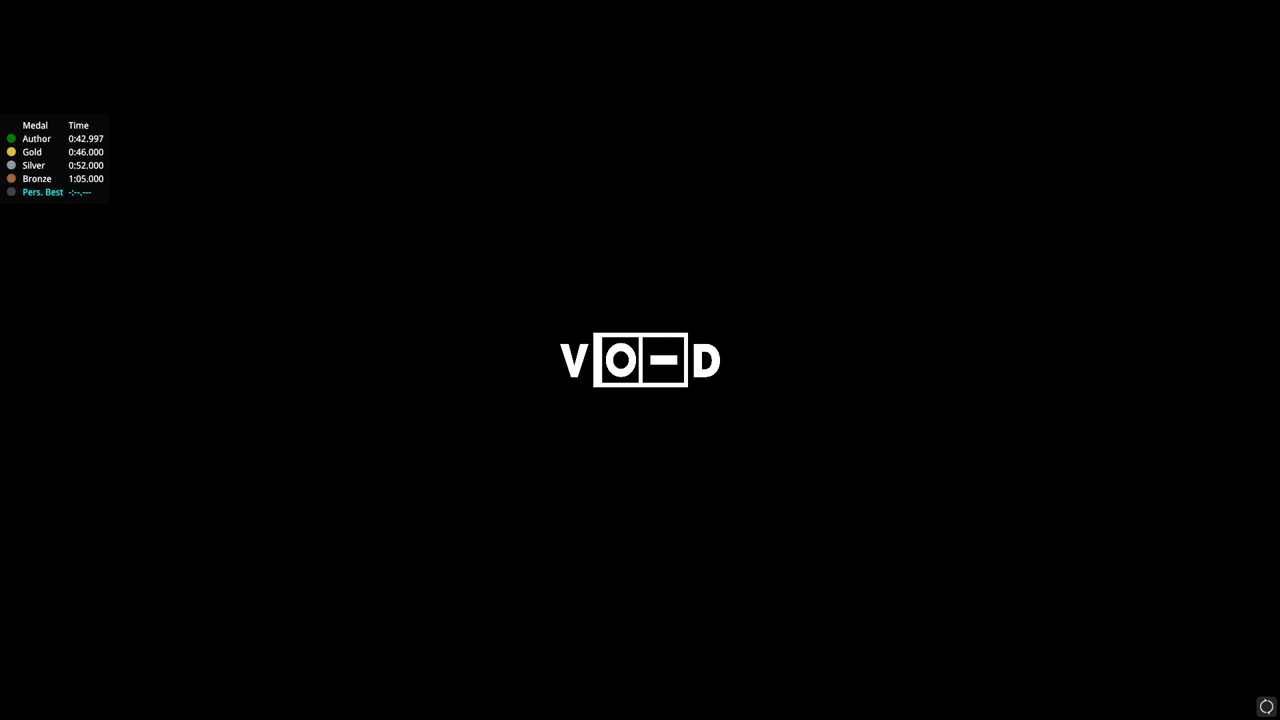 Medal Time
Author 0:42.997
Gold 0:46.000
Silver 0:52.000
Bronze 1:05.000
Pers. Best -:--.---
VO-D